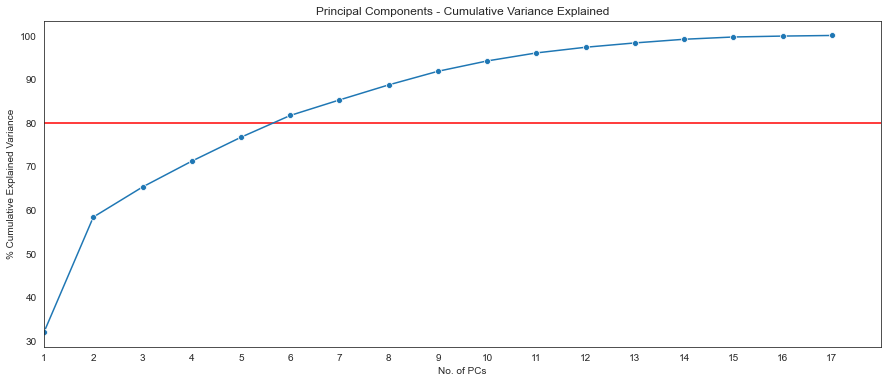 Principal Components - Cumulative Variance Explained
% Cumulative Explained Variance
100
90
80
70
60
50
40
30
1 2 3 4 5 6 7 8 9 10 11 12 13 14 15 16 17
No. of PCs